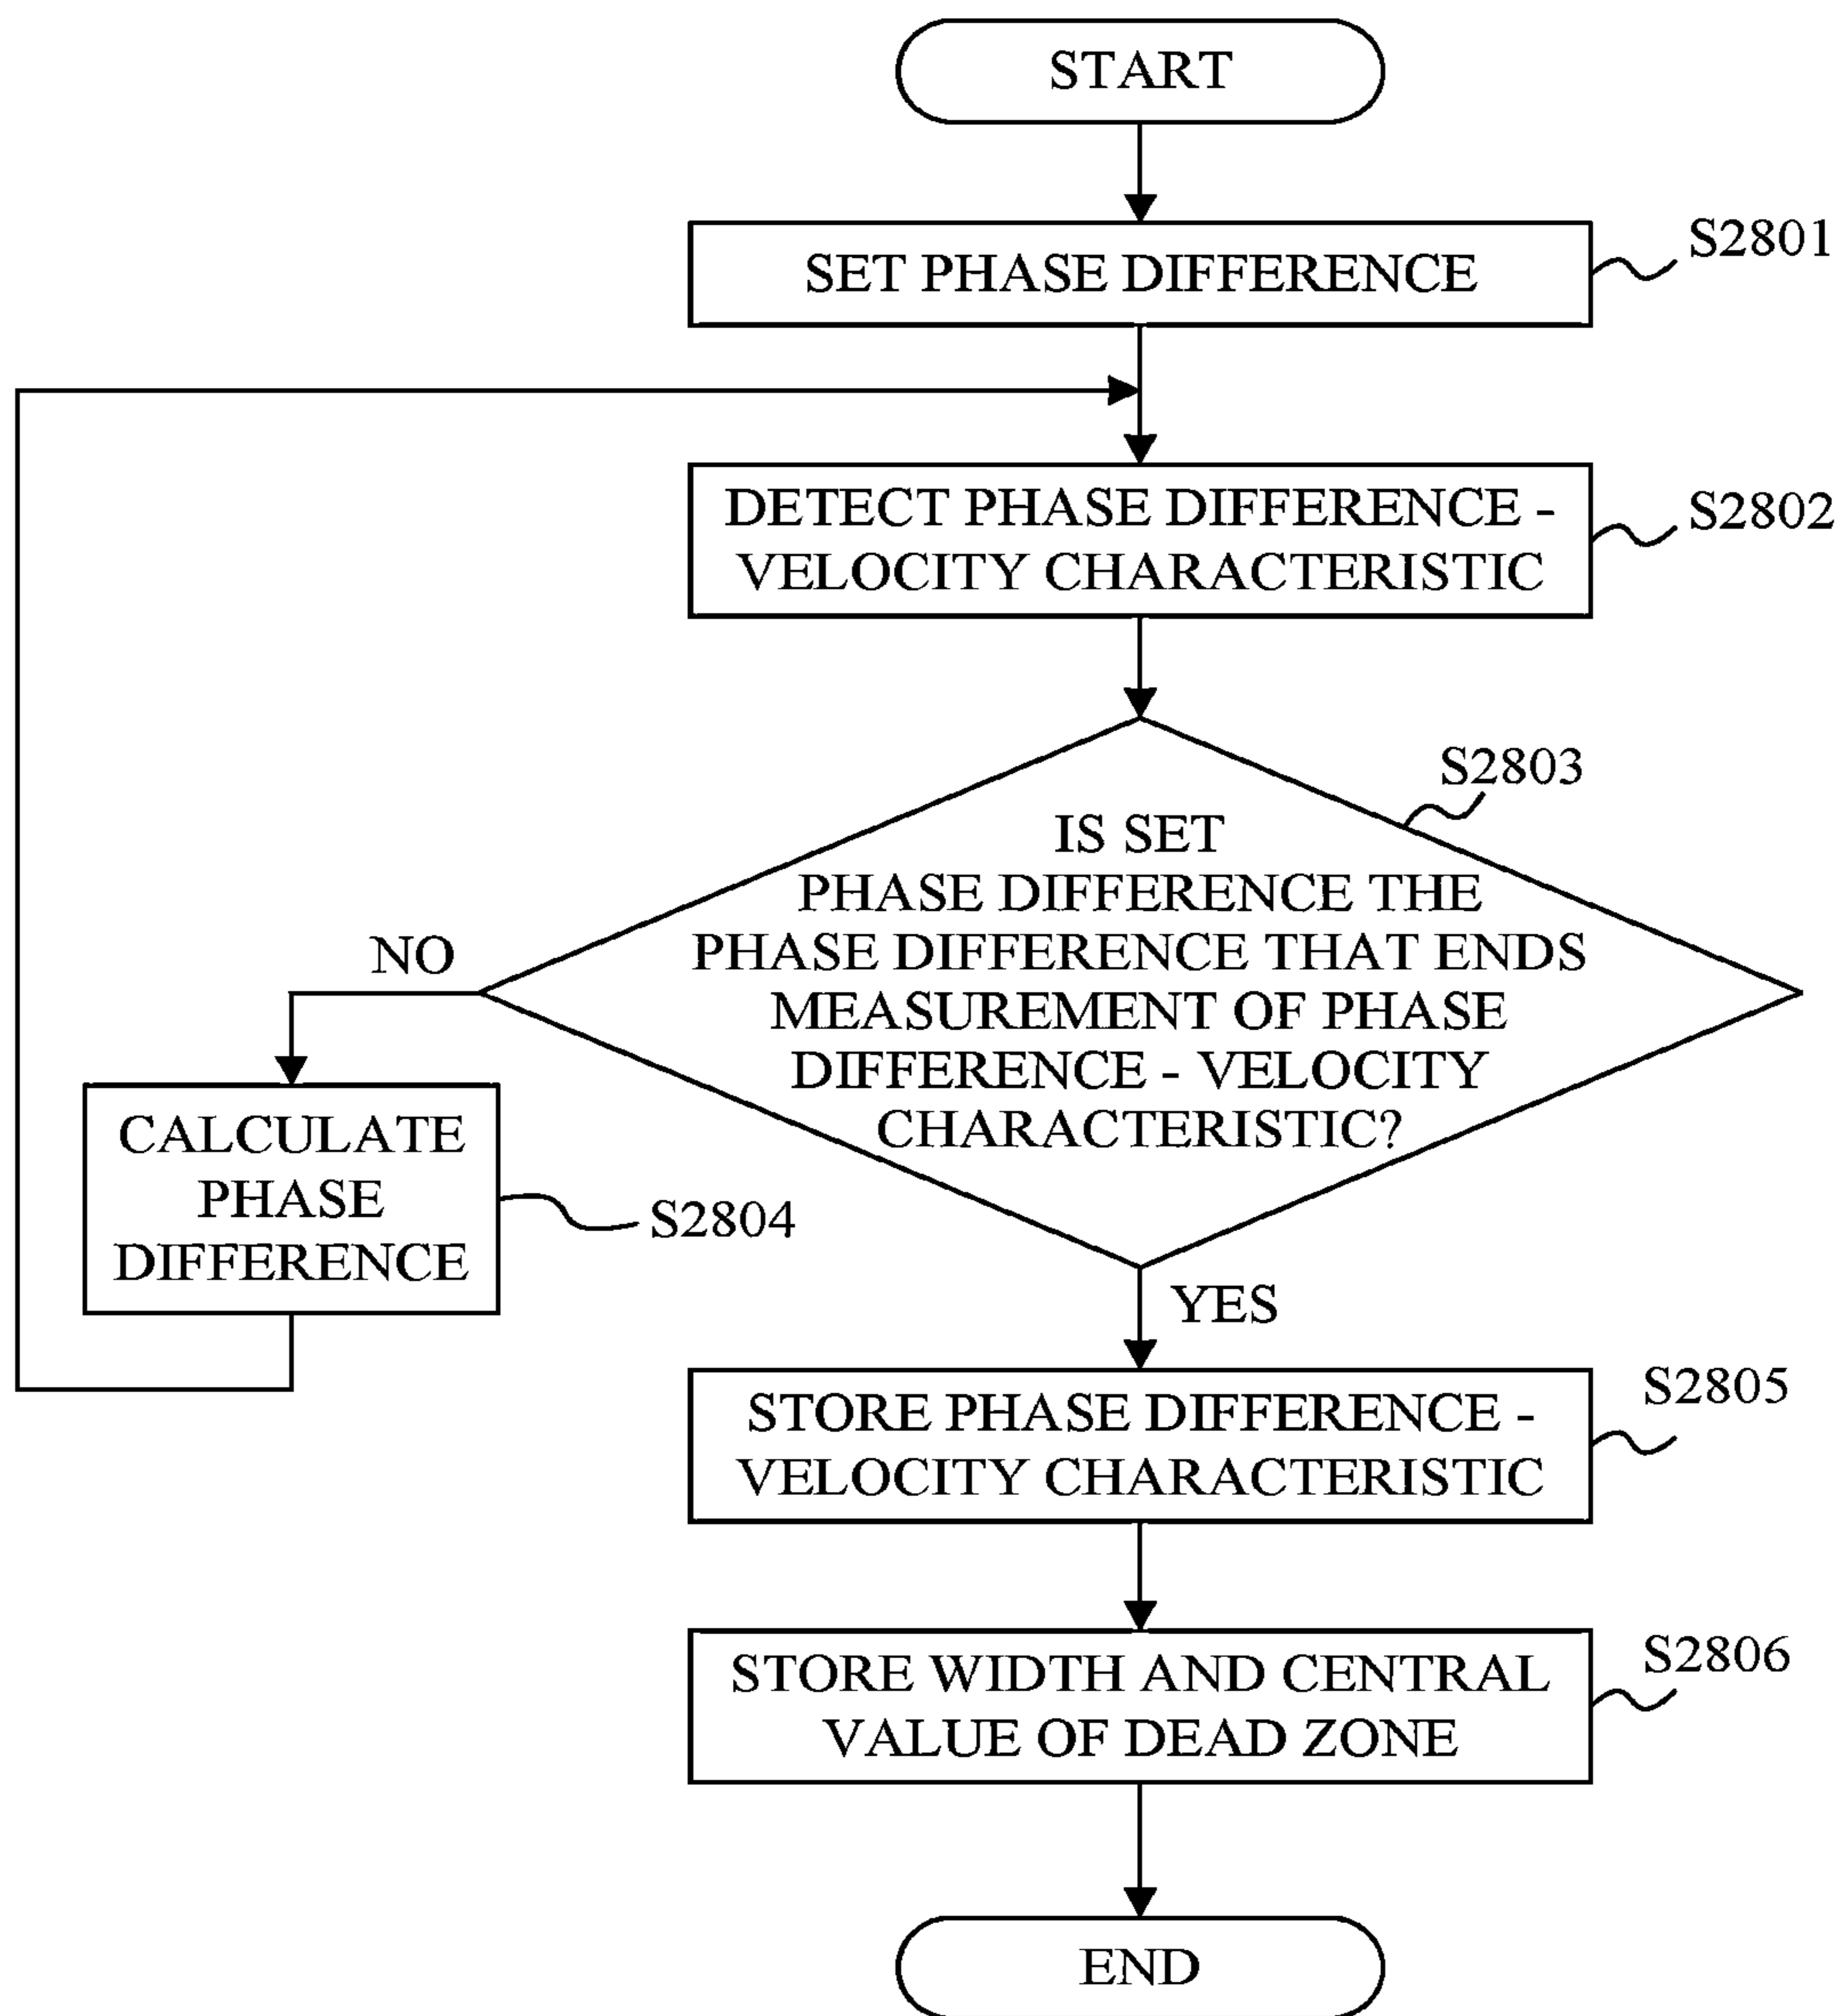 START
SET PHASE DIFFERENCE
S2801
DETECT PHASE DIFFERENCE -
VELOCITY CHARACTERISTIC
S2802
S2803
IS SET
PHASE DIFFERENCE THE
PHASE DIFFERENCE THAT ENDS
MEASUREMENT OF PHASE
DIFFERENCE - VELOCITY
CHARACTERISTIC?
NO
CALCULATE
PHASE
DIFFERENCE
S2804
YES
STORE PHASE DIFFERENCE -
VELOCITY CHARACTERISTIC
S2805
STORE WIDTH AND CENTRAL
VALUE OF DEAD ZONE
S2806
END